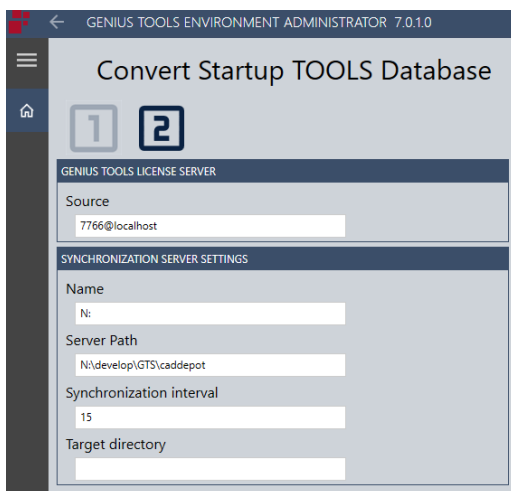 GENIUS TOOLS ENVIRONMENT ADMINISTRATOR 7.0.1.0
Convert Startup TOOLS Database
1 2
GENIUS TOOLS LICENSE SERVER
Source
7766@localhost
SYNCHRONIZATION SERVER SETTINGS
Name
N:
Server Path
N:\develop\GTS\caddepot
Synchronization interval
15
Target directory